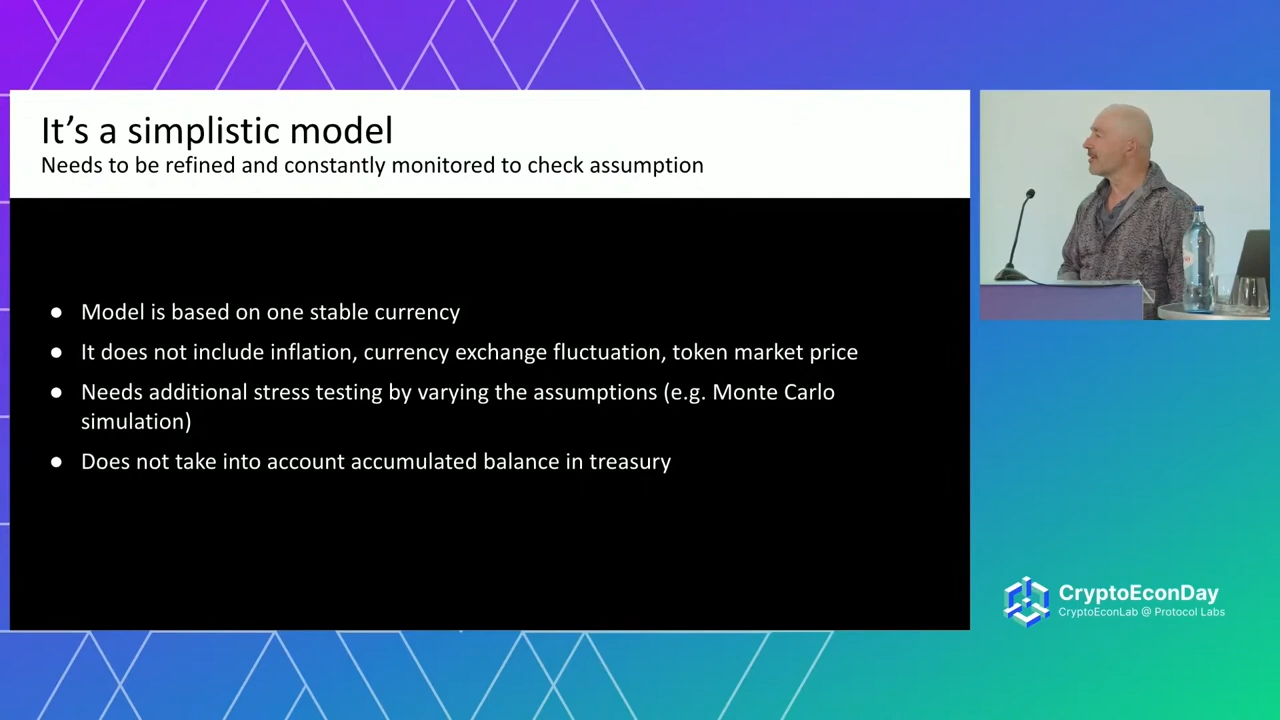 It's a simplistic model
Needs to be refined and constantly monitored to check assumption
● Model is based on one stable currency
● It does not include inflation, currency exchange fluctuation, token market price
● Needs additional stress testing by varying the assumptions (e.g. Monte Carlo
simulation)
● Does not take into account accumulated balance in treasury
CryptoEconDay
CryptoEconLab @ Protocol Labs